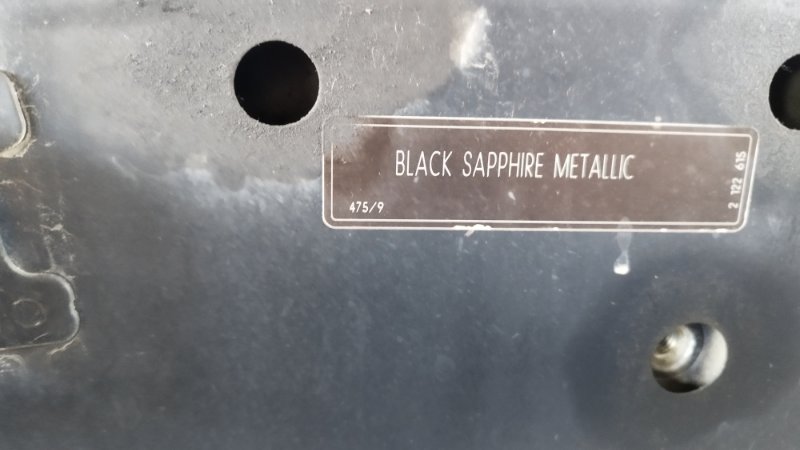 BLACK SAPPHIRE METALLIC
475/9
2 122 615